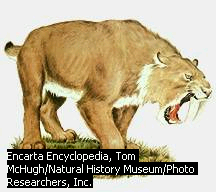 Encarta Encyclopedia, Tom
McHugh/Natural History Museum/Photo
Researchers, Inc.